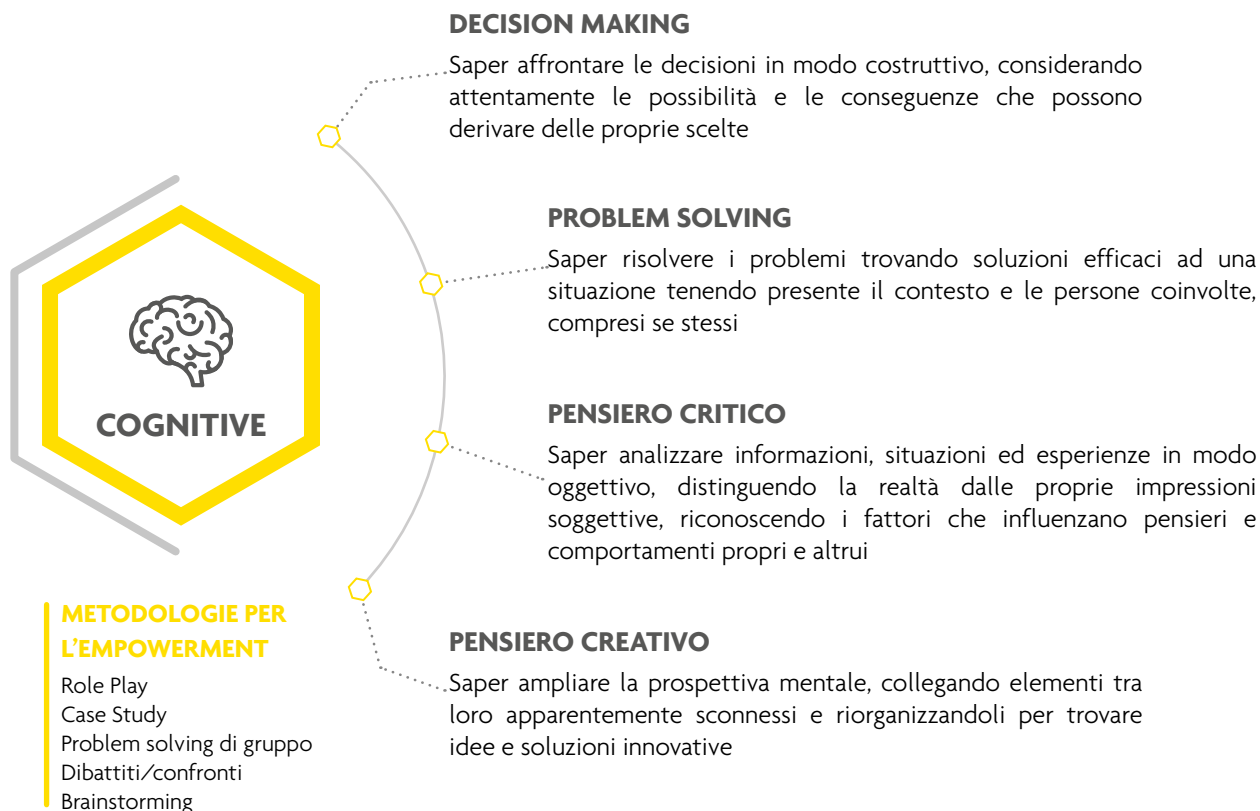 DECISION MAKING
Saper affrontare le decisioni in modo costruttivo, considerando
attentamente le possibilità e le conseguenze che possono
derivare delle proprie scelte
PROBLEM SOLVING
Saper risolvere i problemi trovando soluzioni efficaci ad una
situazione tenendo presente il contesto e le persone coinvolte,
compresi se stessi
COGNITIVE
PENSIERO CRITICO
Saper analizzare informazioni, situazioni ed esperienze in modo
oggettivo, distinguendo la realtà dalle proprie impressioni
soggettive, riconoscendo i fattori che influenzano pensieri e
comportamenti propri e altrui
PENSIERO CREATIVO
Saper ampliare la prospettiva mentale, collegando elementi tra
loro apparentemente sconnessi e riorganizzandoli per trovare
idee e soluzioni innovative
METODOLOGIE PER
L'EMPOWERMENT
Role Play
Case Study
Problem solving di gruppo
Dibattiti/confronti
Brainstorming